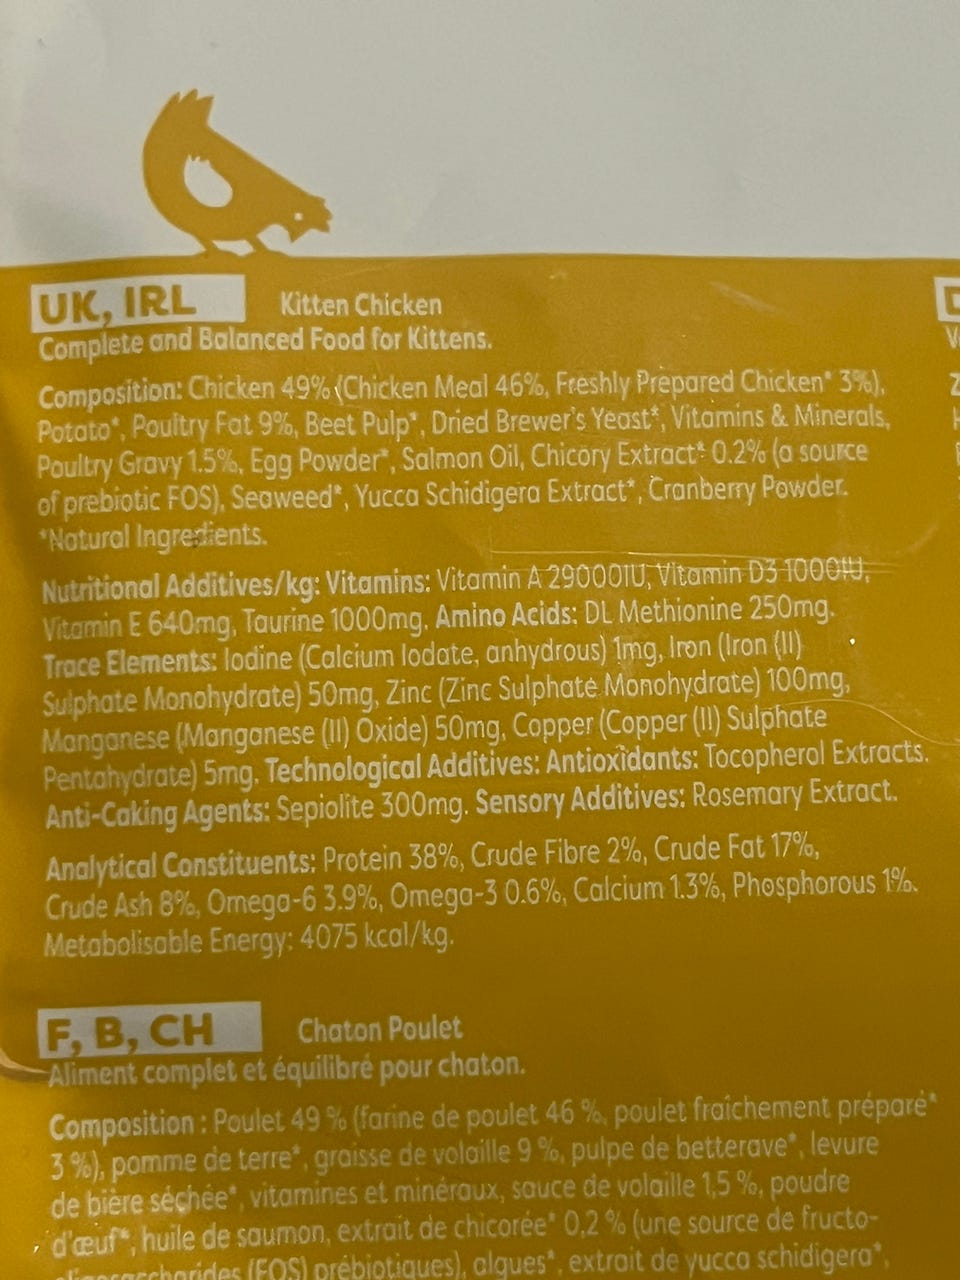 UK, IRL Kitten Chicken
Complete and Balanced Food for Kittens.
Composition: Chicken 49% (Chicken Meal 46%, Freshly Prepared Chicken* 3%),
Potato*, Poultry Fat 9%, Beet Pulp*, Dried Brewer's Yeast*, Vitamins & Minerals,
Poultry Gravy 1.5%, Egg Powder*, Salmon Oil, Chicory Extract* 0.2% (a source
of prebiotic FOS), Seaweed*, Yucca Schidigera Extract*, Cranberry Powder.
*Natural Ingredients.
Nutritional Additives/kg: Vitamins: Vitamin A 29000IU, Vitamin D3 1000IU,
Vitamin E 640mg, Taurine 1000mg. Amino Acids: DL Methionine 250mg.
Trace Elements: Iodine (Calcium Iodate, anhydrous) 1mg, Iron (Iron (II)
Sulphate Monohydrate) 50mg, Zinc (Zinc Sulphate Monohydrate) 100mg,
Manganese (Manganese (II) Oxide) 50mg, Copper (Copper (II) Sulphate
Pentahydrate) 5mg. Technological Additives: Antioxidants: Tocopherol Extracts.
Anti-Caking Agents: Sepiolite 300mg. Sensory Additives: Rosemary Extract.
Analytical Constituents: Protein 38%, Crude Fibre 2%, Crude Fat 17%,
Crude Ash 8%, Omega-6 3.9%, Omega-3 0.6%, Calcium 1.3%, Phosphorous 1%.
Metabolisable Energy: 4075 kcal/kg.
F, B, CH Chaton Poulet
Aliment complet et équilibré pour chaton.
Composition : Poulet 49 % (farine de poulet 46 %, poulet fraîchement préparé*
3 %), pomme de terre*, graisse de volaille 9 %, pulpe de betterave*, levure
de bière séchée*, vitamines et minéraux, sauce de volaille 1,5 %, poudre
d'œuf*, huile de saumon, extrait de chicorée* 0,2 % (une source de fructo-
oligosaccharides (FOS) prébiotiques), algues*, extrait de yucca schidigera*,